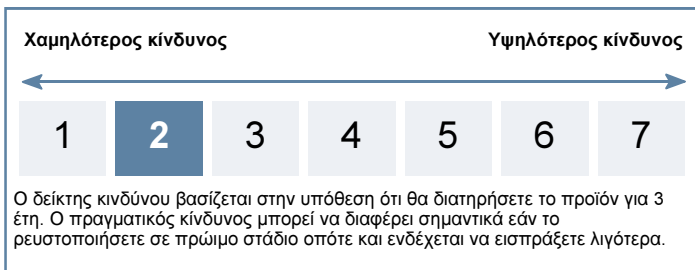 Χαμηλότερος κίνδυνος Υψηλότερος κίνδυνος
1 2 3 4 5 6 7
Ο δείκτης κινδύνου βασίζεται στην υπόθεση ότι θα διατηρήσετε το προϊόν για 3
έτη. Ο πραγματικός κίνδυνος μπορεί να διαφέρει σημαντικά εάν το
ρευστοποιήσετε σε πρώιμο στάδιο οπότε και ενδέχεται να εισπράξετε λιγότερα.